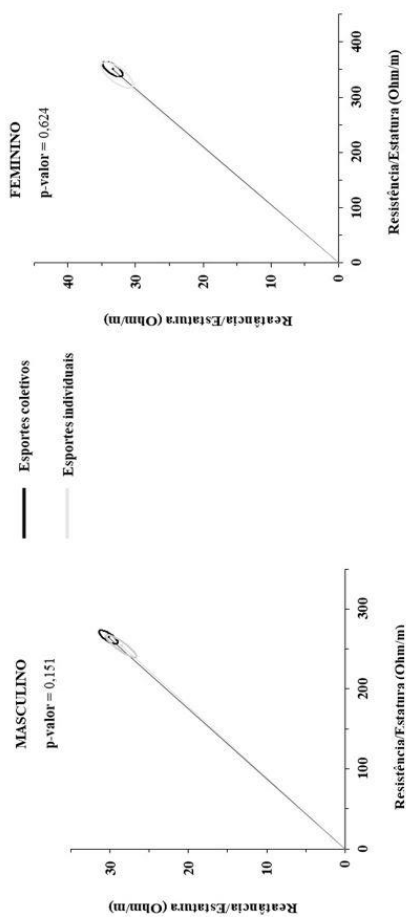 MASCULINO
p-valor = 0,151
Reatância/Estatura (Ohm/m)
30
20
10
0
0
100
200
300
Resistência/Estatura (Ohm/m)
Esportes coletivos
Esportes individuais
FEMININO
p-valor = 0,624
Reatância/Estatura (Ohm/m)
40
30
20
10
0
0
100
200
300
400
Resistência/Estatura (Ohm/m)